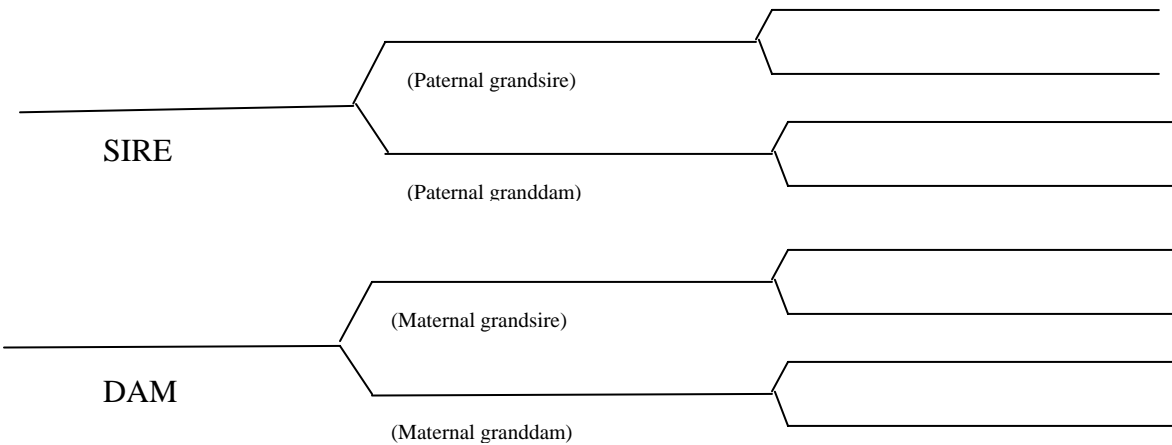 (Paternal grandsire)
SIRE
(Paternal granddam)
(Maternal grandsire)
DAM
(Maternal granddam)